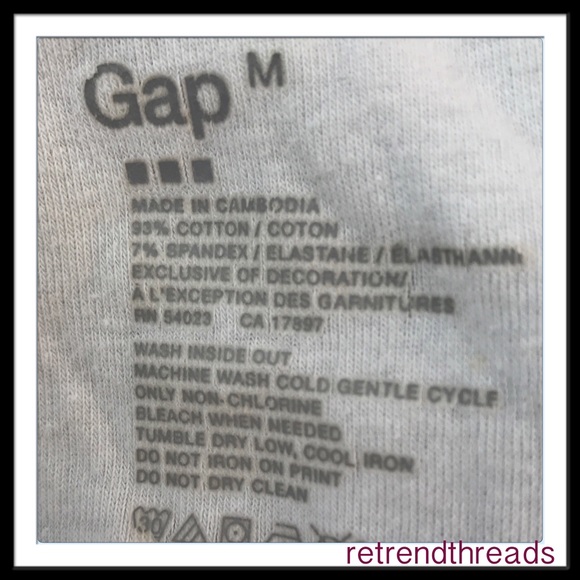 Gap M
MADE IN CAMBODIA
93% COTTON / COTON
7% SPANDEX / ELASTANE / ELASTHANN
EXCLUSIVE OF DECORATION/
À L'EXCEPTION DES GARNITURES
RN 54023 CA 17897
WASH INSIDE OUT
MACHINE WASH COLD GENTLE CYCLE
ONLY NON-CHLORINE
BLEACH WHEN NEEDED
TUMBLE DRY LOW, COOL IRON
DO NOT IRON ON PRINT
DO NOT DRY CLEAN
30
retrendthreads